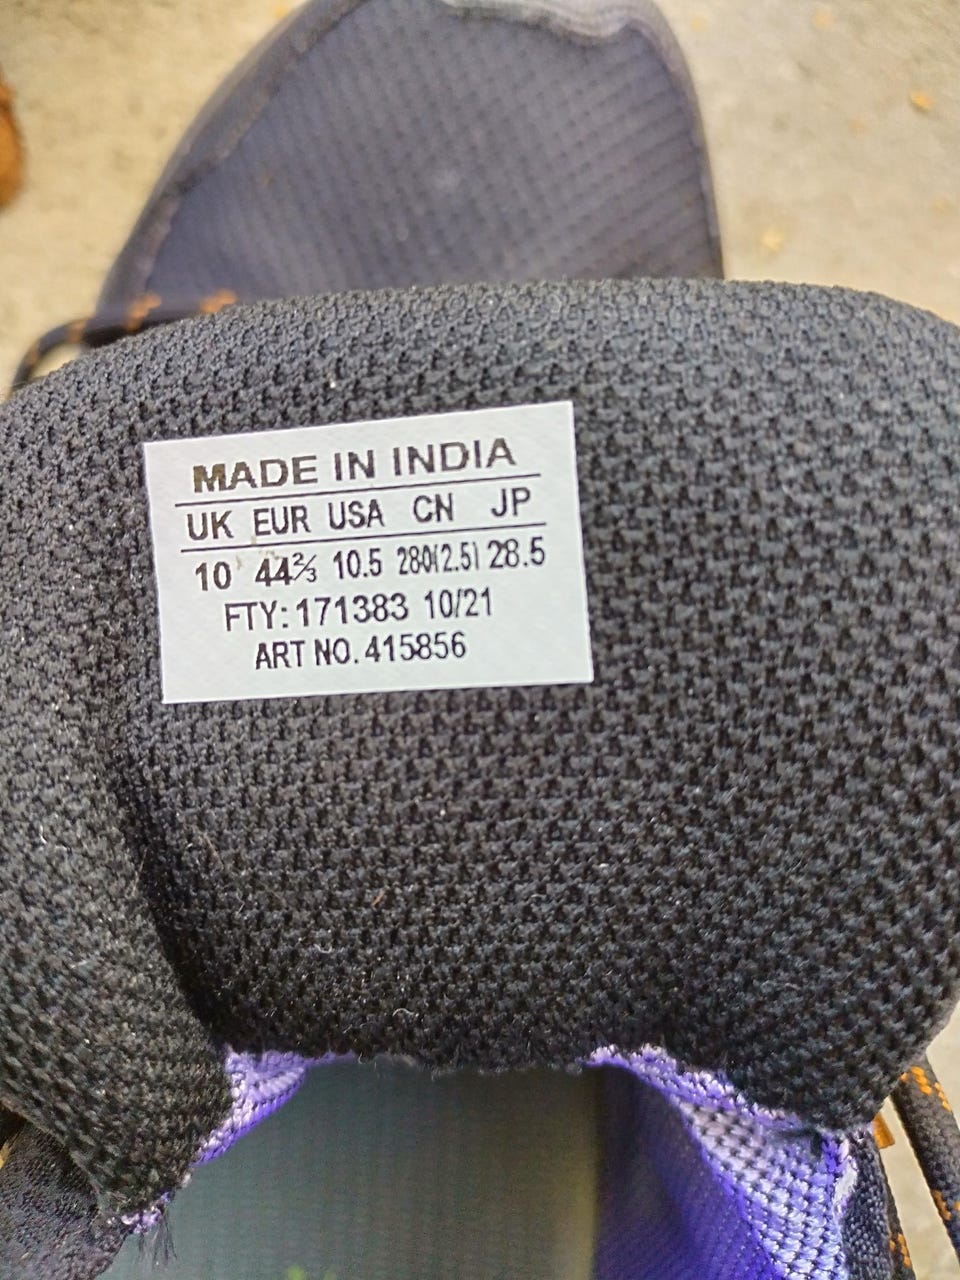 MADE IN INDIA
UK EUR USA CN JP
10 44⅔ 10.5 280(2.5) 28.5
FTY: 171383 10/21
ART NO. 415856